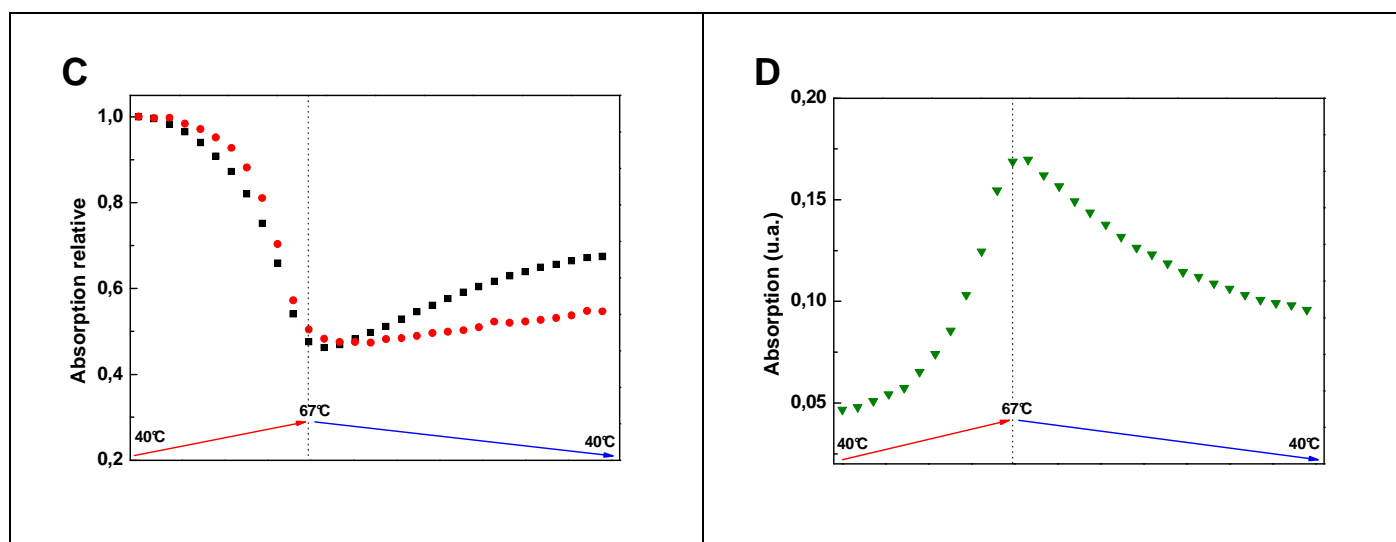 C
Absorption relative
1,0
0,8
0,6
0,4
0,2
40°C
67°C
40°C
D
Absorption (u.a.)
0,20
0,15
0,10
0,05
40°C
67°C
40°C